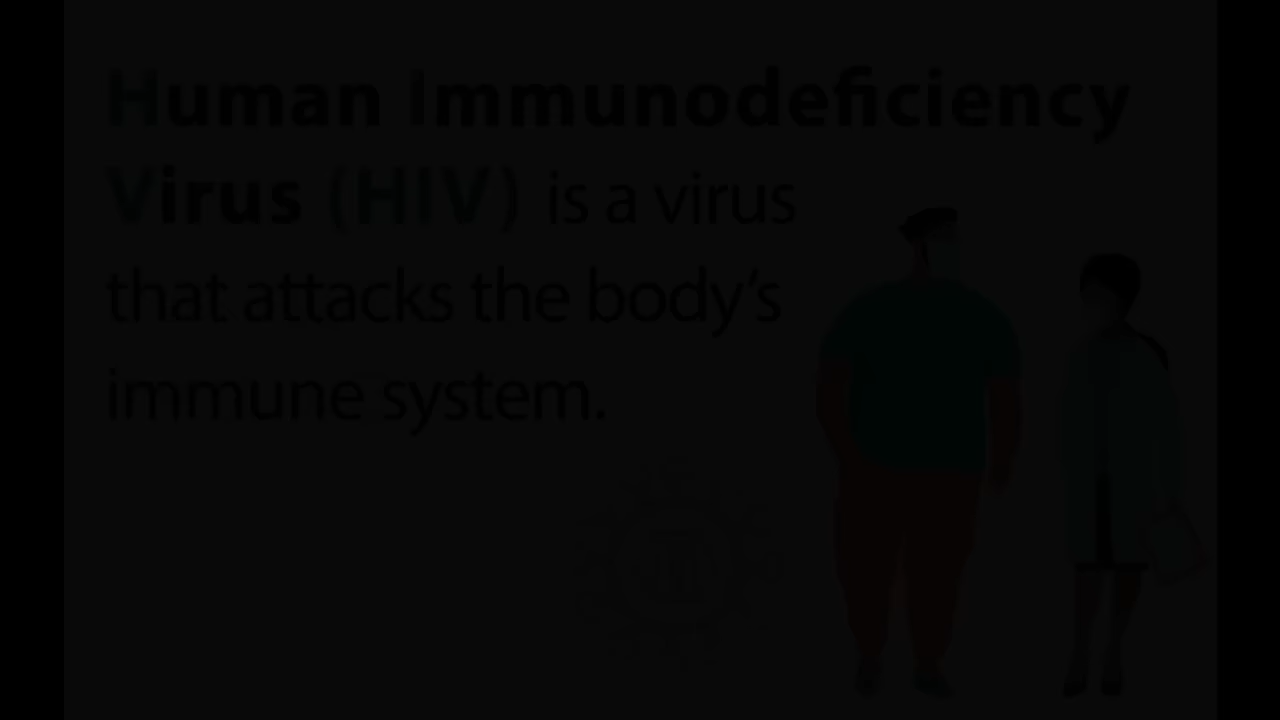 Human Immunodeficiency
Virus (HIV) is a virus
that attacks the body's
immune system.